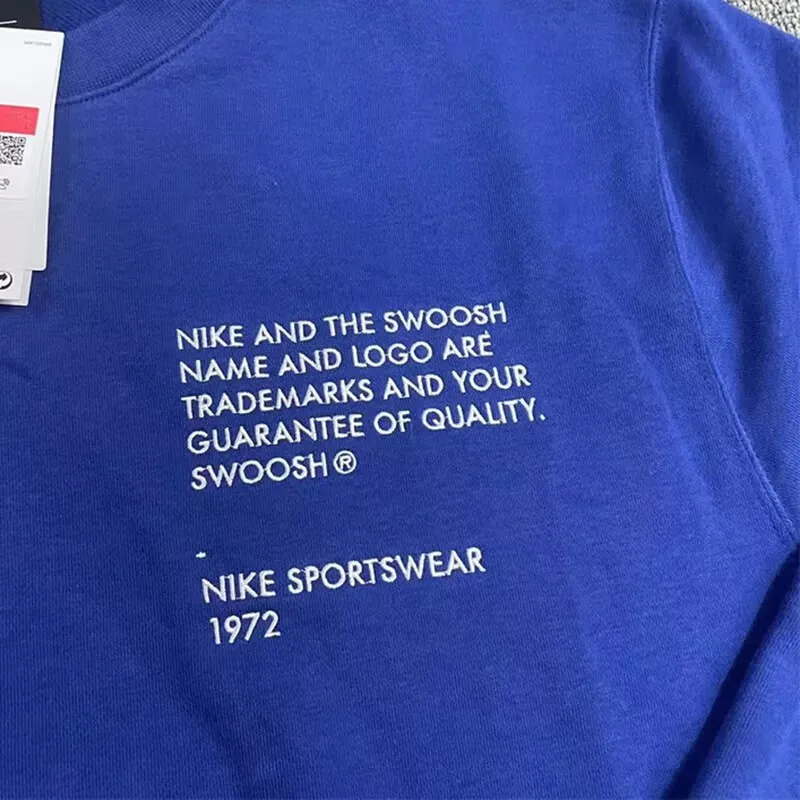 NIKE AND THE SWOOSH
NAME AND LOGO ARE
TRADEMARKS AND YOUR
GUARANTEE OF QUALITY.
SWOOSH®
NIKE SPORTSWEAR
1972